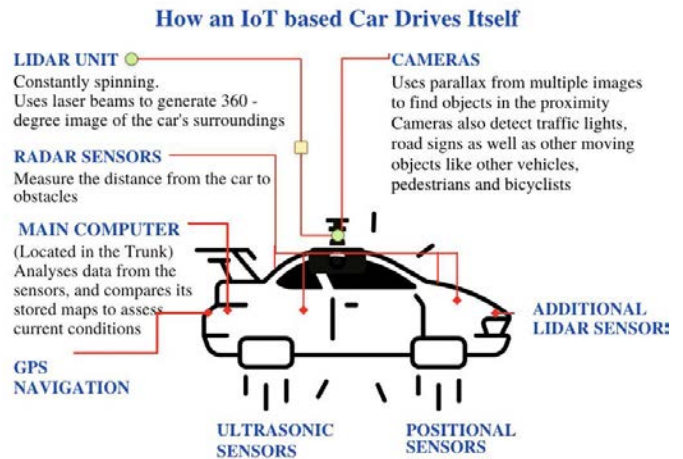 How an IoT based Car Drives Itself
LIDAR UNIT
Constantly spinning.
Uses laser beams to generate 360 -
degree image of the car's surroundings
RADAR SENSORS
Measure the distance from the car to
obstacles
MAIN COMPUTER
(Located in the Trunk)
Analyses data from the
sensors, and compares its
stored maps to assess
current conditions
GPS
NAVIGATION
CAMERAS
Uses parallax from multiple images
to find objects in the proximity
Cameras also detect traffic lights,
road signs as well as other moving
objects like other vehicles,
pedestrians and bicyclists
ADDITIONAL
LIDAR SENSOR
ULTRASONIC
SENSORS
POSITIONAL
SENSORS